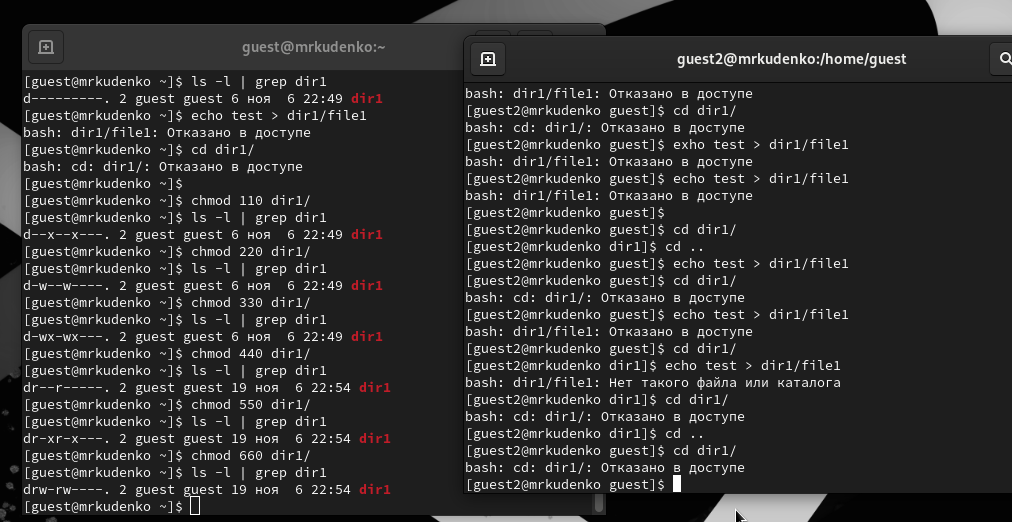 guest@mrkudenko:~
[guest@mrkudenko ~]$ ls -l | grep dir1
d---------. 2 guest guest 6 ноя  6 22:49 dir1
[guest@mrkudenko ~]$ echo test > dir1/file1
bash: dir1/file1: Отказано в доступе
[guest@mrkudenko ~]$ cd dir1/
bash: cd: dir1/: Отказано в доступе
[guest@mrkudenko ~]$
[guest@mrkudenko ~]$ chmod 110 dir1/
[guest@mrkudenko ~]$ ls -l | grep dir1
d--x--x---. 2 guest guest 6 ноя  6 22:49 dir1
[guest@mrkudenko ~]$ chmod 220 dir1/
[guest@mrkudenko ~]$ ls -l | grep dir1
d-w--w----. 2 guest guest 6 ноя  6 22:49 dir1
[guest@mrkudenko ~]$ chmod 330 dir1/
[guest@mrkudenko ~]$ ls -l | grep dir1
d-wx-wx---. 2 guest guest 6 ноя  6 22:49 dir1
[guest@mrkudenko ~]$ chmod 440 dir1/
[guest@mrkudenko ~]$ ls -l | grep dir1
dr--r-----. 2 guest guest 19 ноя  6 22:54 dir1
[guest@mrkudenko ~]$ chmod 550 dir1/
[guest@mrkudenko ~]$ ls -l | grep dir1
dr-xr-x---. 2 guest guest 19 ноя  6 22:54 dir1
[guest@mrkudenko ~]$ chmod 660 dir1/
[guest@mrkudenko ~]$ ls -l | grep dir1
drw-rw----. 2 guest guest 19 ноя  6 22:54 dir1
[guest@mrkudenko ~]$
guest2@mrkudenko:/home/guest
bash: dir1/file1: Отказано в доступе
[guest2@mrkudenko guest]$ cd dir1/
bash: cd: dir1/: Отказано в доступе
[guest2@mrkudenko guest]$ exho test > dir1/file1
bash: dir1/file1: Отказано в доступе
[guest2@mrkudenko guest]$ echo test > dir1/file1
bash: dir1/file1: Отказано в доступе
[guest2@mrkudenko guest]$
[guest2@mrkudenko guest]$ cd dir1/
[guest2@mrkudenko dir1]$ cd ..
[guest2@mrkudenko guest]$ echo test > dir1/file1
[guest2@mrkudenko guest]$ cd dir1/
bash: cd: dir1/: Отказано в доступе
[guest2@mrkudenko guest]$ echo test > dir1/file1
bash: dir1/file1: Отказано в доступе
[guest2@mrkudenko guest]$ cd dir1/
[guest2@mrkudenko dir1]$ echo test > dir1/file1
bash: dir1/file1: Нет такого файла или каталога
[guest2@mrkudenko dir1]$ cd dir1/
bash: cd: dir1/: Отказано в доступе
[guest2@mrkudenko dir1]$ cd ..
[guest2@mrkudenko guest]$ cd dir1/
bash: cd: dir1/: Отказано в доступе
[guest2@mrkudenko guest]$